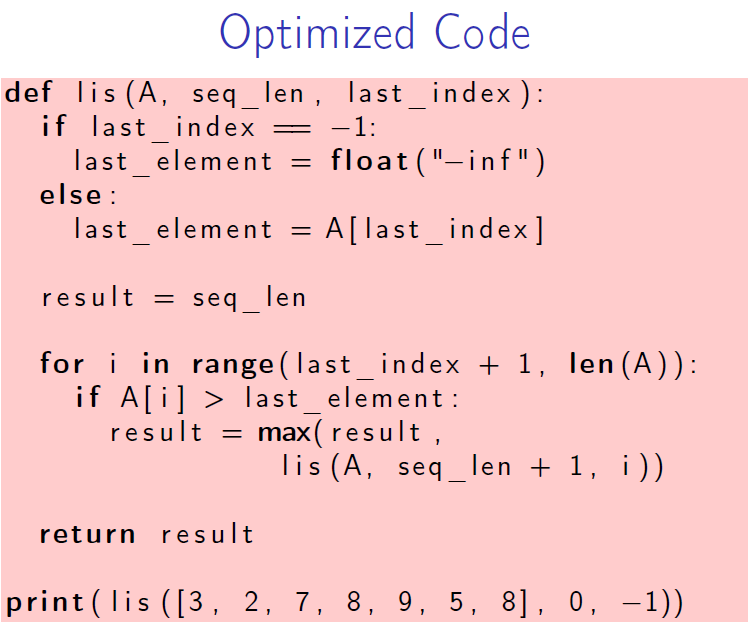 Optimized Code
def lis(A, seq_len, last_index):
  if last_index == -1:
    last_element = float("-inf")
  else:
    last_element = A[last_index]

  result = seq_len

  for i in range(last_index + 1, len(A)):
    if A[i] > last_element:
      result = max(result,
                   lis(A, seq_len + 1, i))

  return result

print(lis([3, 2, 7, 8, 9, 5, 8], 0, -1))